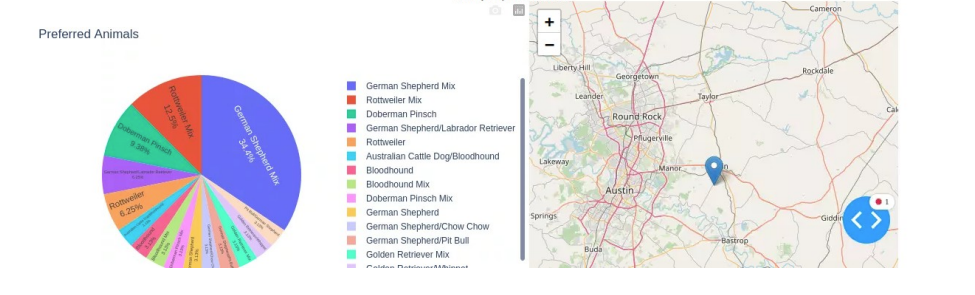 Preferred Animals
German Shepherd Mix
34.4%
Rottweiler Mix
12.5%
Doberman Pinsch
9.38%
Rottweiler
6.25%
German Shepherd Mix
Rottweiler Mix
Doberman Pinsch
German Shepherd/Labrador Retriever
Rottweiler
Australian Cattle Dog/Bloodhound
Bloodhound
Bloodhound Mix
Doberman Pinsch Mix
German Shepherd
German Shepherd/Chow Chow
German Shepherd/Pit Bull
Golden Retriever Mix
Golden Retriever/Whippet
+
−
Cameron
Liberty Hill
Georgetown
Rockdale
Leander
Taylor
Round Rock
Pflugerville
Lakeway
Manor
Austin
Springs
Buda
Bastrop
1